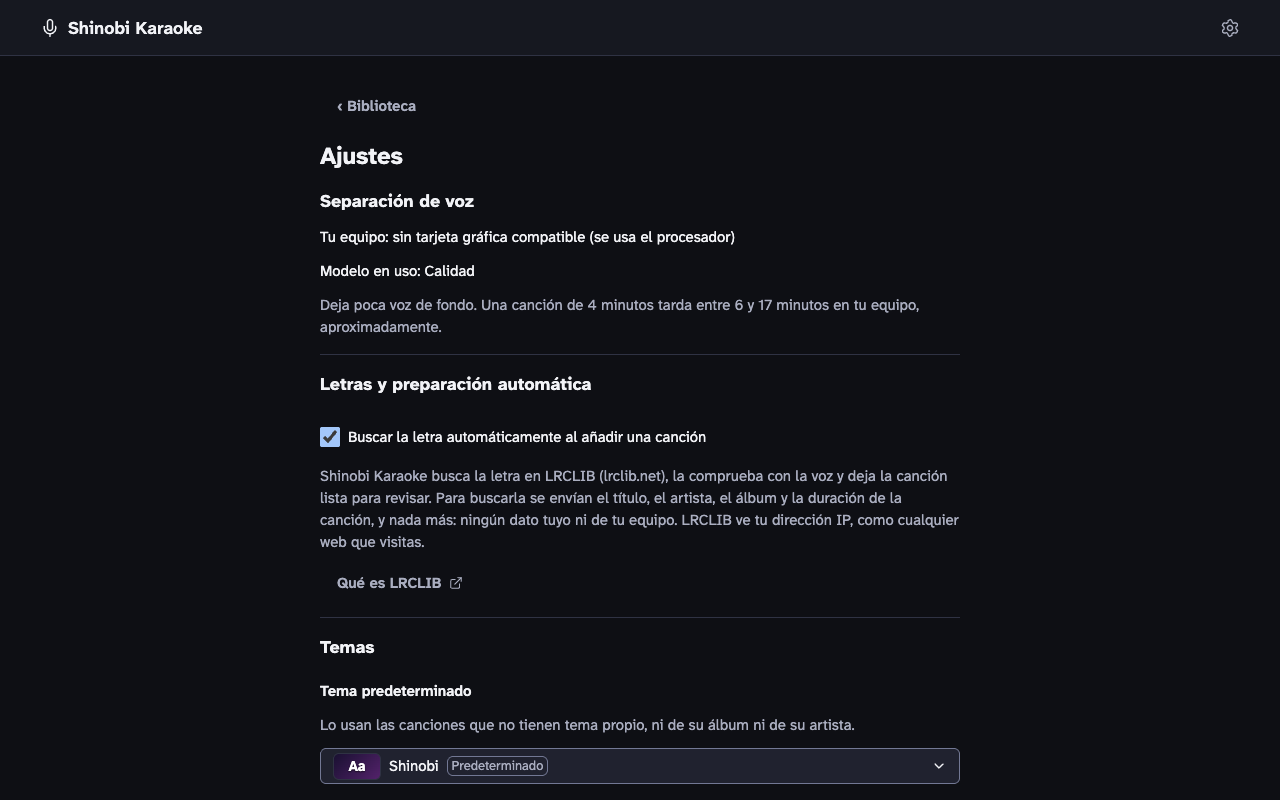 Shinobi Karaoke
‹ Biblioteca
Ajustes
Separación de voz
Tu equipo: sin tarjeta gráfica compatible (se usa el procesador)
Modelo en uso: Calidad
Deja poca voz de fondo. Una canción de 4 minutos tarda entre 6 y 17 minutos en tu equipo,
aproximadamente.
Letras y preparación automática
Buscar la letra automáticamente al añadir una canción
Shinobi Karaoke busca la letra en LRCLIB (lrclib.net), la comprueba con la voz y deja la canción
lista para revisar. Para buscarla se envían el título, el artista, el álbum y la duración de la
canción, y nada más: ningún dato tuyo ni de tu equipo. LRCLIB ve tu dirección IP, como cualquier
web que visitas.
Qué es LRCLIB
Temas
Tema predeterminado
Lo usan las canciones que no tienen tema propio, ni de su álbum ni de su artista.
Aa Shinobi Predeterminado